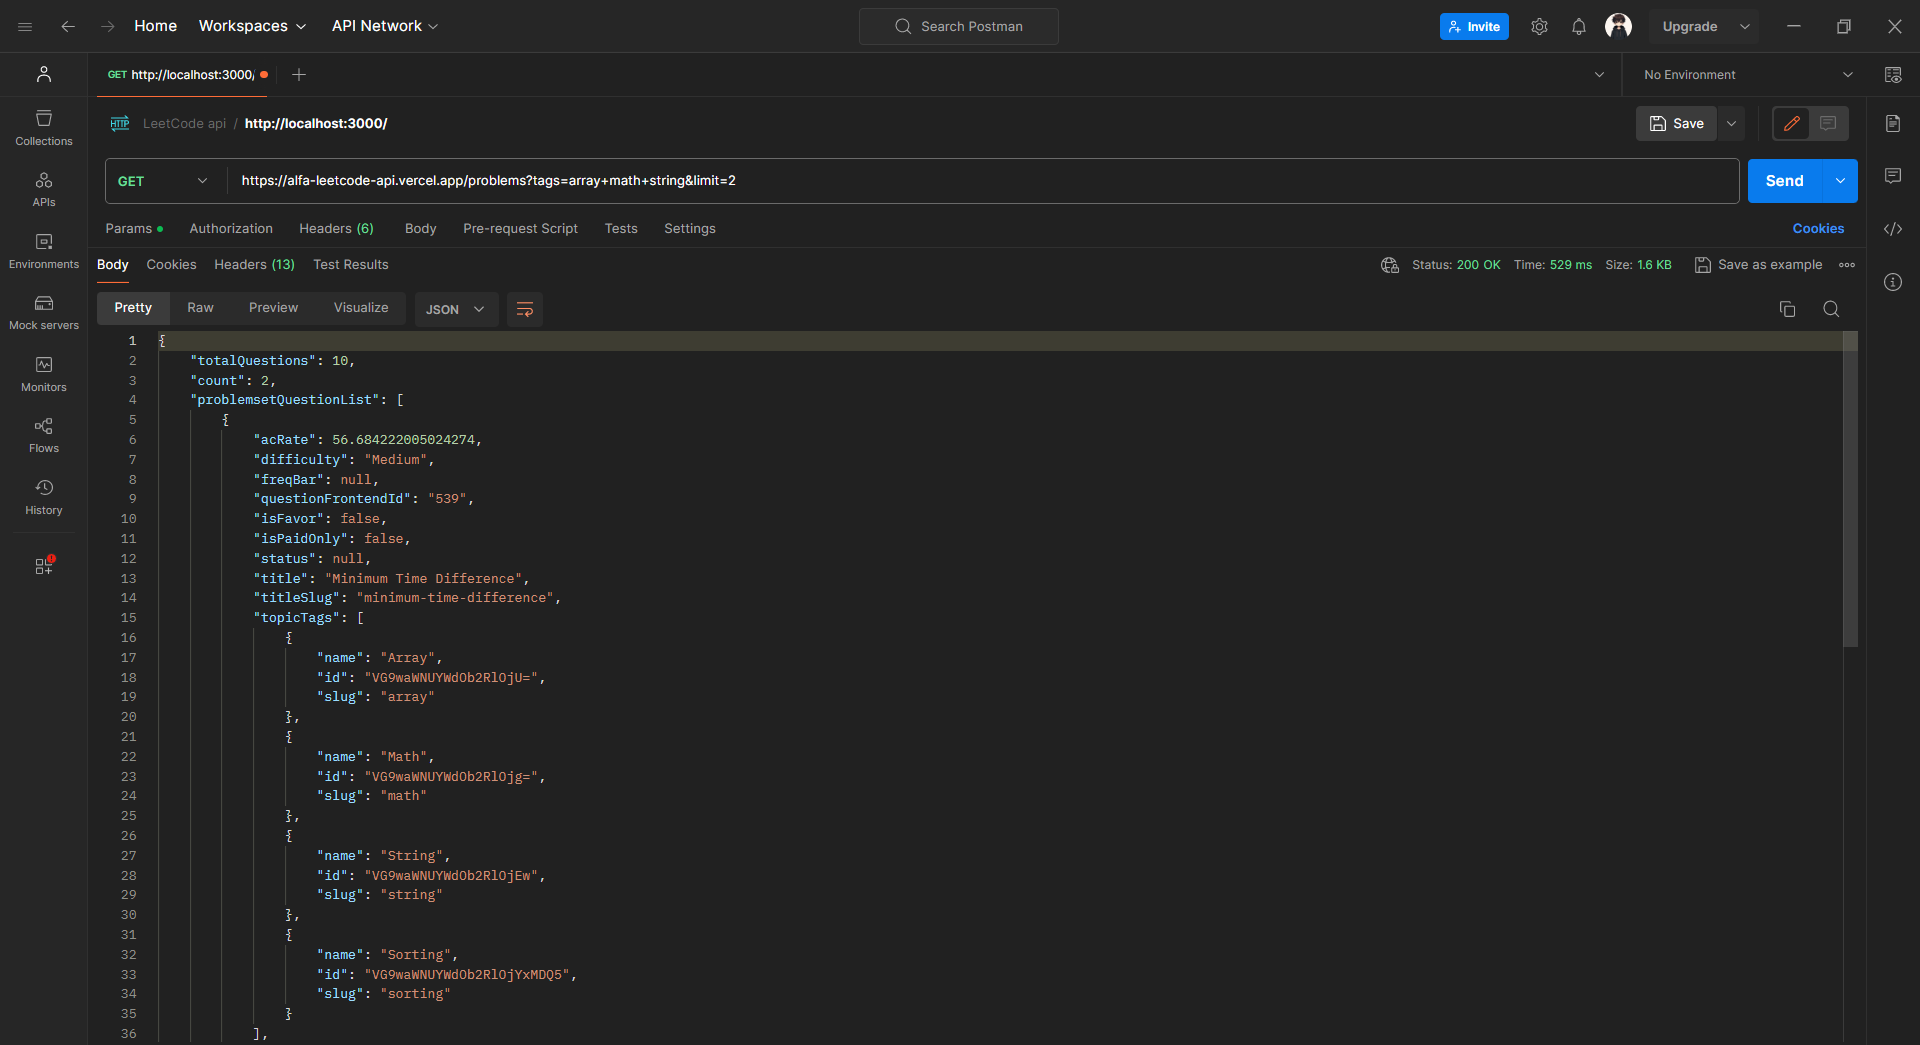 Home Workspaces API Network Search Postman Invite Upgrade
GET http://localhost:3000/ No Environment
HTTP LeetCode api / http://localhost:3000/ Save
GET https://alfa-leetcode-api.vercel.app/problems?tags=array+math+string&limit=2 Send
Params Authorization Headers (6) Body Pre-request Script Tests Settings Cookies
Body Cookies Headers (13) Test Results Status: 200 OK Time: 529 ms Size: 1.6 KB Save as example
Pretty Raw Preview Visualize JSON
Collections
APIs
Environments
Mock servers
Monitors
Flows
History
1 {
2 "totalQuestions": 10,
3 "count": 2,
4 "problemsetQuestionList": [
5 {
6 "acRate": 56.684222005024274,
7 "difficulty": "Medium",
8 "freqBar": null,
9 "questionFrontendId": "539",
10 "isFavor": false,
11 "isPaidOnly": false,
12 "status": null,
13 "title": "Minimum Time Difference",
14 "titleSlug": "minimum-time-difference",
15 "topicTags": [
16 {
17 "name": "Array",
18 "id": "VG9waWNUYWdOb2RlOjU=",
19 "slug": "array"
20 },
21 {
22 "name": "Math",
23 "id": "VG9waWNUYWdOb2RlOjg=",
24 "slug": "math"
25 },
26 {
27 "name": "String",
28 "id": "VG9waWNUYWdOb2RlOjEw",
29 "slug": "string"
30 },
31 {
32 "name": "Sorting",
33 "id": "VG9waWNUYWdOb2RlOjYxMDQ5",
34 "slug": "sorting"
35 }
36 ],